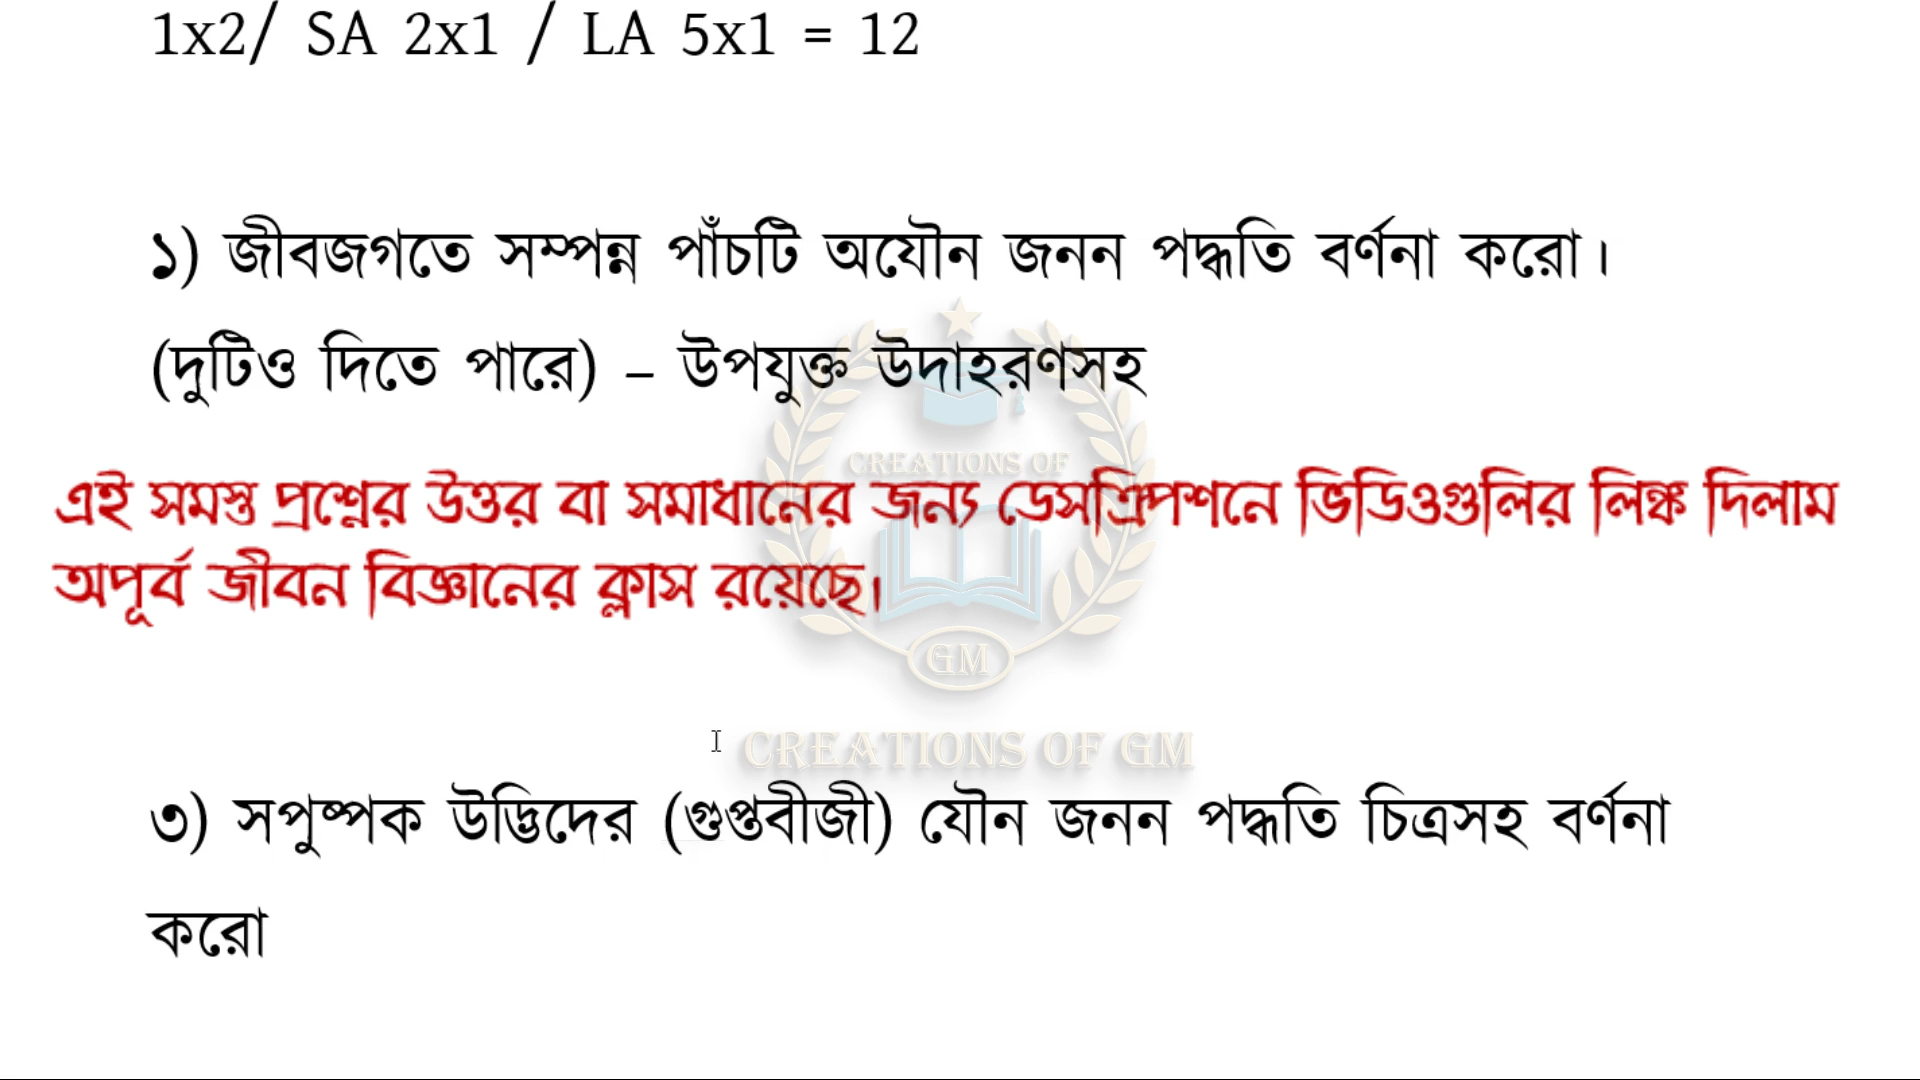 1x2/ SA 2x1 / LA 5x1 = 12
১) জীবজগতে সম্পন্ন পাঁচটি অযৌন জনন পদ্ধতি বর্ণনা করো।
(দুটিও দিতে পারে) – উপযুক্ত উদাহরণসহ
CREATIONS OF
এই সমস্ত প্রশ্নের উত্তর বা সমাধানের জন্য ডেসক্রিপশনে ভিডিওগুলির লিঙ্ক দিলাম
অপূর্ব জীবন বিজ্ঞানের ক্লাস রয়েছে।
GM
CREATIONS OF GM
৩) সপুষ্পক উদ্ভিদের (গুপ্তবীজী) যৌন জনন পদ্ধতি চিত্রসহ বর্ণনা
করো